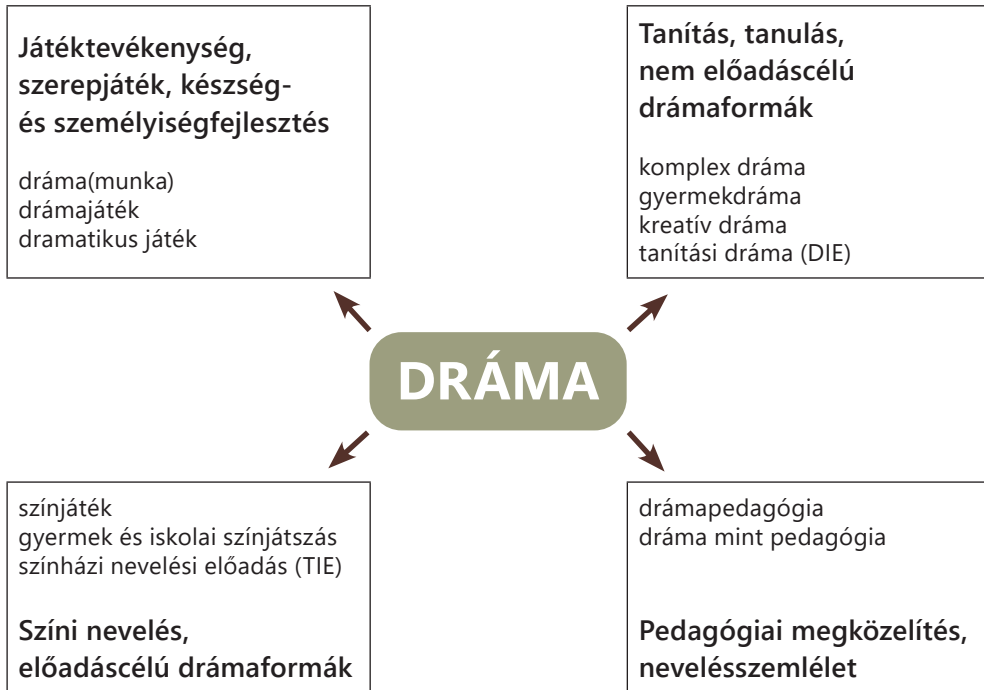 Játéktevékenység,
szerepjáték, készség-
és személyiségfejlesztés
dráma(munka)
drámajáték
dramatikus játék
Tanítás, tanulás,
nem előadáscélú
drámaformák
komplex dráma
gyermekdráma
kreatív dráma
tanítási dráma (DIE)
DRÁMA
színjáték
gyermek és iskolai színjátszás
színházi nevelési előadás (TIE)
Színi nevelés,
előadáscélú drámaformák
drámapedagógia
dráma mint pedagógia
Pedagógiai megközelítés,
nevelésszemlélet